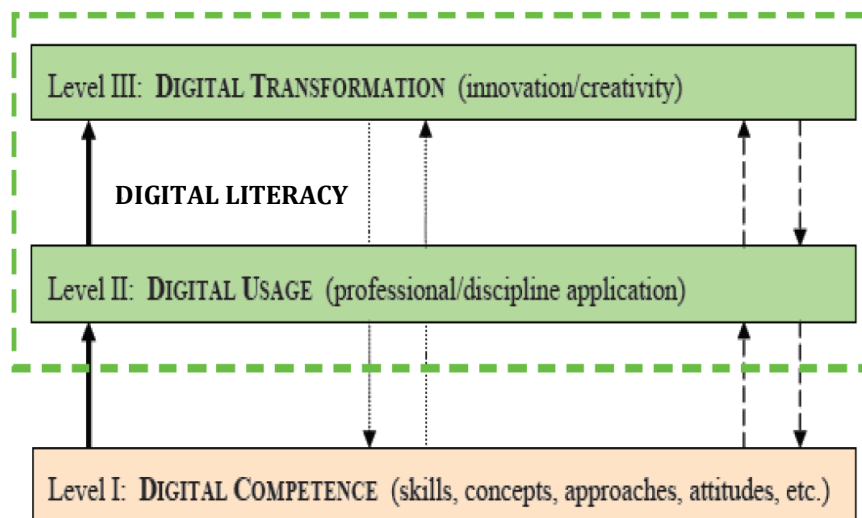 Level III: DIGITAL TRANSFORMATION (innovation/creativity)
DIGITAL LITERACY
Level II: DIGITAL USAGE (professional/discipline application)
Level I: DIGITAL COMPETENCE (skills, concepts, approaches, attitudes, etc.)